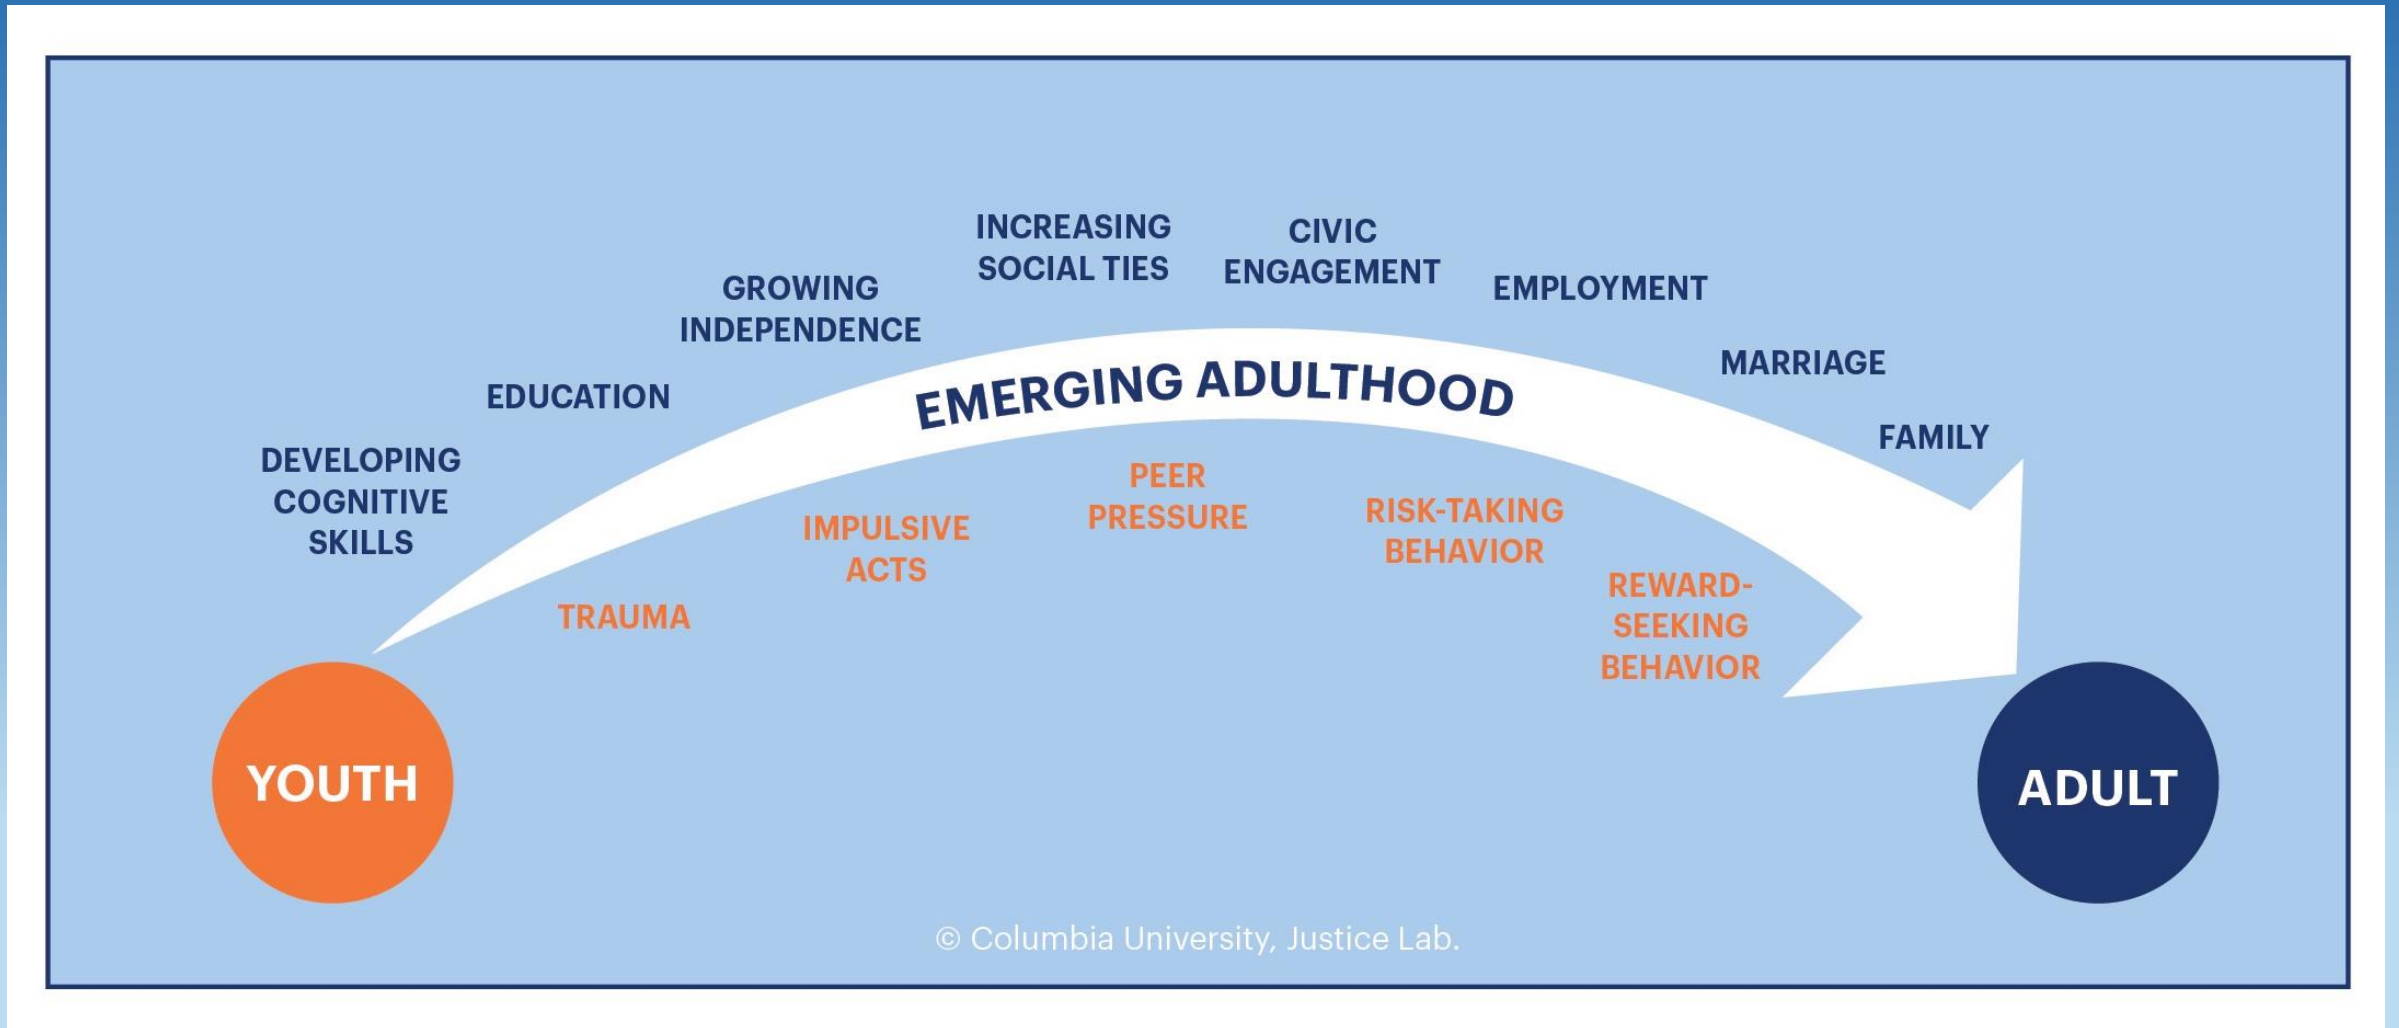 INCREASING
SOCIAL TIES
CIVIC
ENGAGEMENT
GROWING
INDEPENDENCE
EMPLOYMENT
EDUCATION
MARRIAGE
DEVELOPING
COGNITIVE
SKILLS
FAMILY
EMERGING ADULTHOOD
TRAUMA
IMPULSIVE
ACTS
PEER
PRESSURE
RISK-TAKING
BEHAVIOR
REWARD-
SEEKING
BEHAVIOR
YOUTH
ADULT
© Columbia University, Justice Lab.